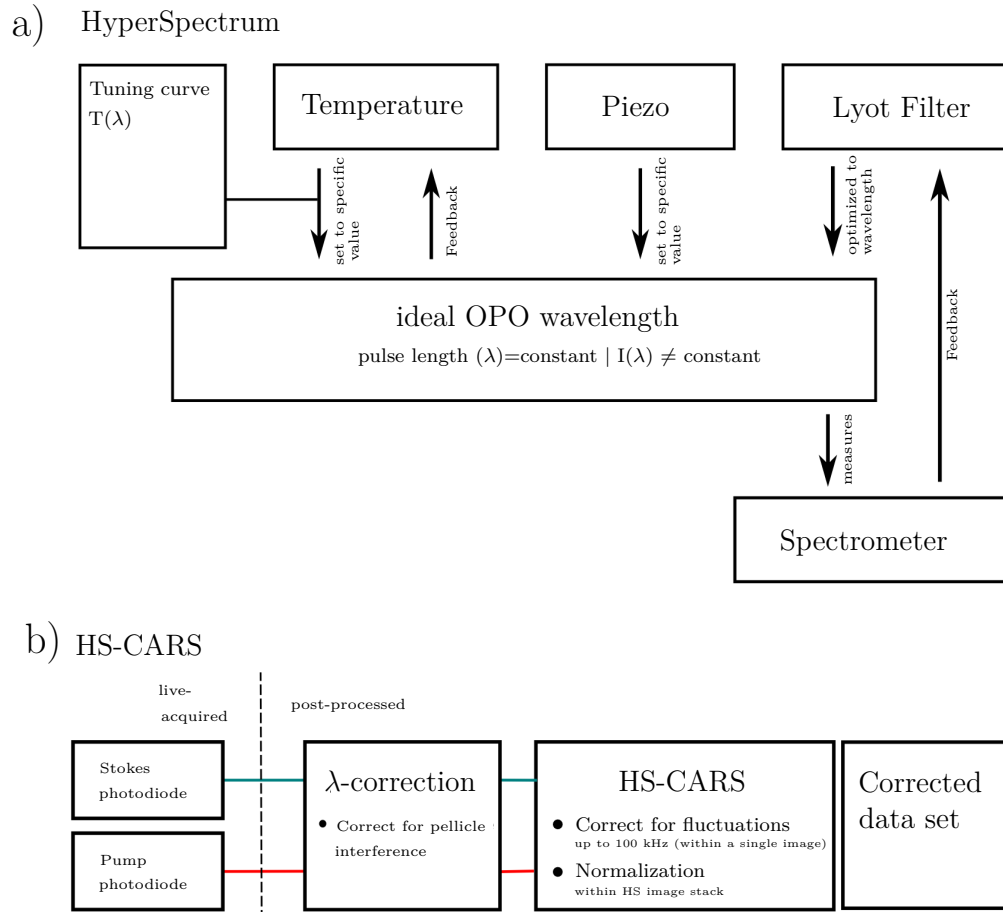 a) HyperSpectrum
Tuning curve
T(λ)
Temperature
Piezo
Lyot Filter
set to specific
value
Feedback
set to specific
value
optimized to
wavelength
Feedback
ideal OPO wavelength
pulse length (λ)=constant | I(λ) ≠ constant
measures
Spectrometer
b) HS-CARS
live-
acquired
post-processed
Stokes
photodiode
Pump
photodiode
λ-correction
• Correct for pellicle
interference
HS-CARS
• Correct for fluctuations
up to 100 kHz (within a single image)
• Normalization
within HS image stack
Corrected
data set